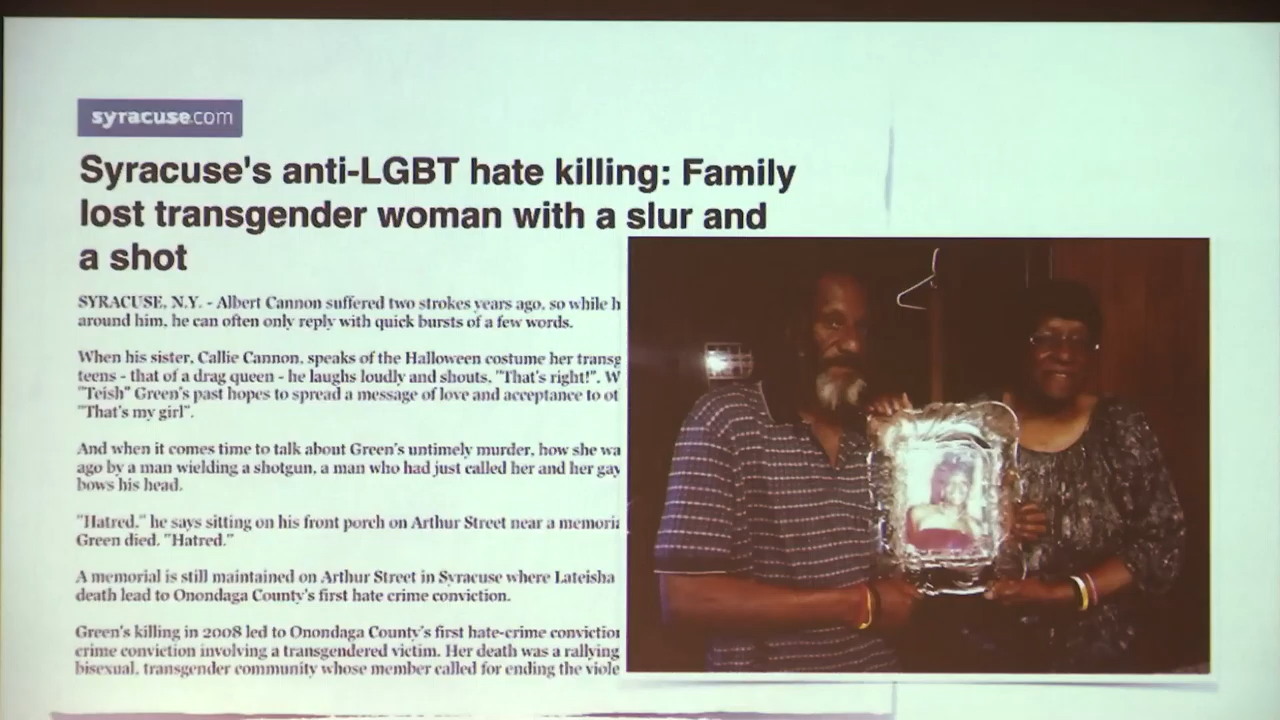 syracuse.com
Syracuse's anti-LGBT hate killing: Family
lost transgender woman with a slur and
a shot
SYRACUSE, N.Y. - Albert Cannon suffered two strokes years ago, so while h
around him, he can often only reply with quick bursts of a few words.
When his sister, Callie Cannon, speaks of the Halloween costume her transg
teens - that of a drag queen - he laughs loudly and shouts, "That's right!". W
"Teish" Green's past hopes to spread a message of love and acceptance to ot
"That's my girl".
And when it comes time to talk about Green's untimely murder, how she wa
ago by a man wielding a shotgun, a man who had just called her and her gay
bows his head.
"Hatred," he says sitting on his front porch on Arthur Street near a memoria
Green died. "Hatred."
A memorial is still maintained on Arthur Street in Syracuse where Lateisha
death lead to Onondaga County's first hate crime conviction.
Green's killing in 2008 led to Onondaga County's first hate-crime conviction
crime conviction involving a transgendered victim. Her death was a rallying
bisexual, transgender community whose member called for ending the viole